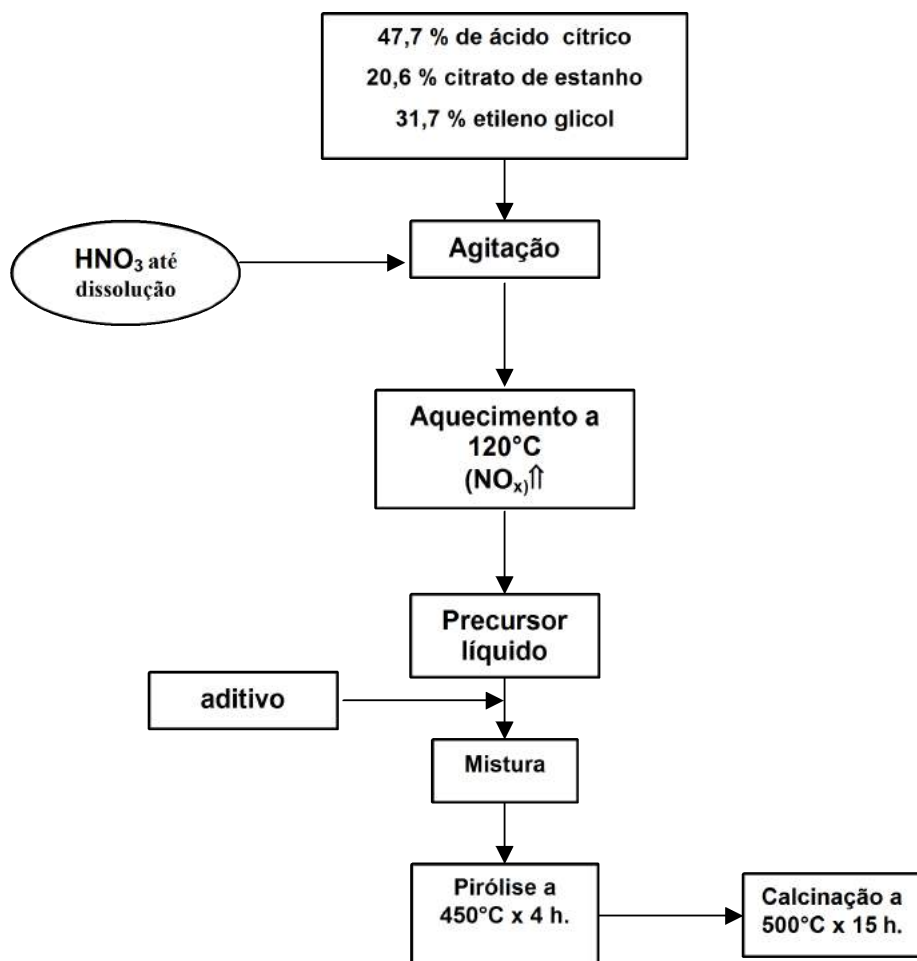 47,7 % de ácido cítrico
20,6 % citrato de estanho
31,7 % etileno glicol
HNO₃ até
dissolução
Agitação
Aquecimento a
120°C
(NOₓ)⇑
Precursor
líquido
aditivo
Mistura
Pirólise a
450°C x 4 h.
Calcinação a
500°C x 15 h.